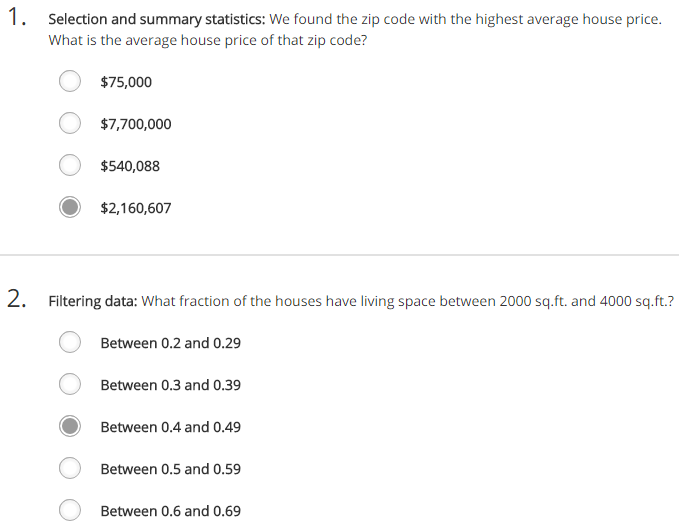 1. Selection and summary statistics: We found the zip code with the highest average house price.
What is the average house price of that zip code?
$75,000
$7,700,000
$540,088
$2,160,607
2. Filtering data: What fraction of the houses have living space between 2000 sq.ft. and 4000 sq.ft.?
Between 0.2 and 0.29
Between 0.3 and 0.39
Between 0.4 and 0.49
Between 0.5 and 0.59
Between 0.6 and 0.69